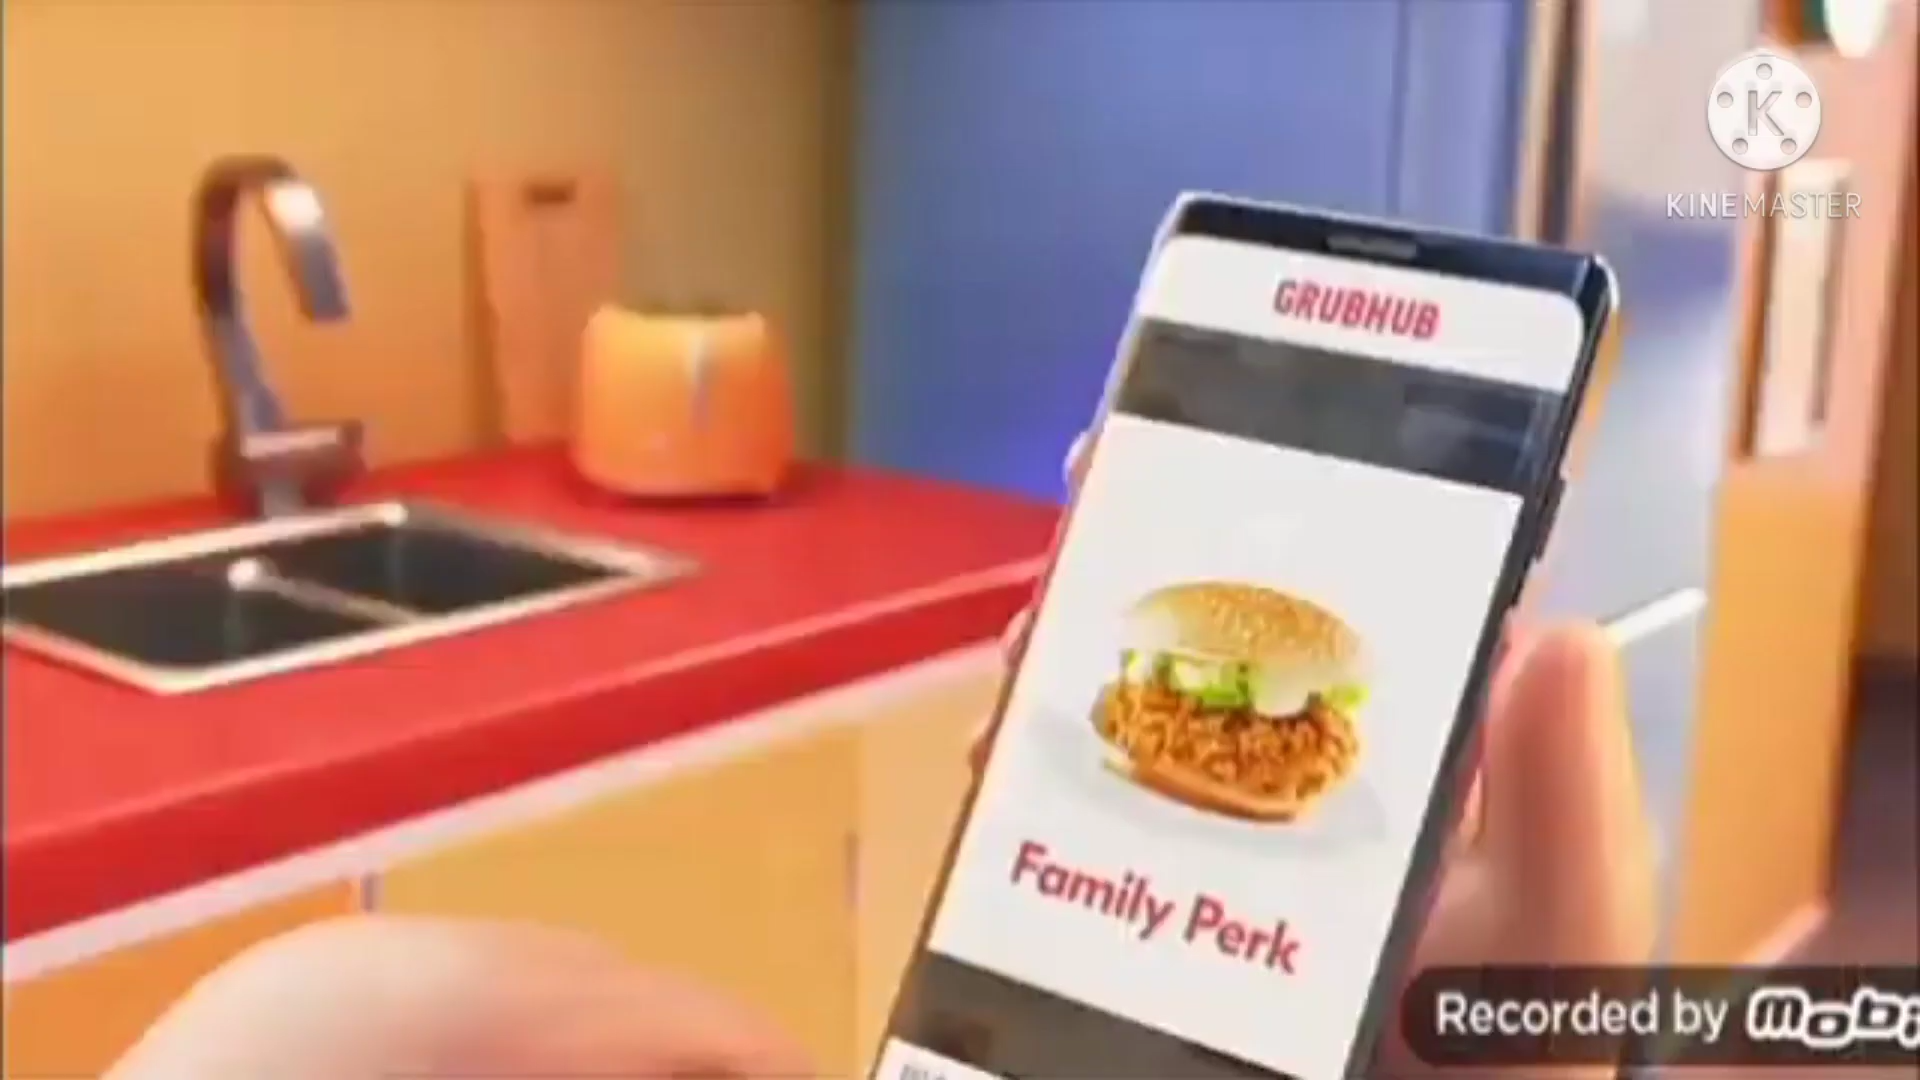 K
KINEMASTER
GRUBHUB
Family Perk
Recorded by